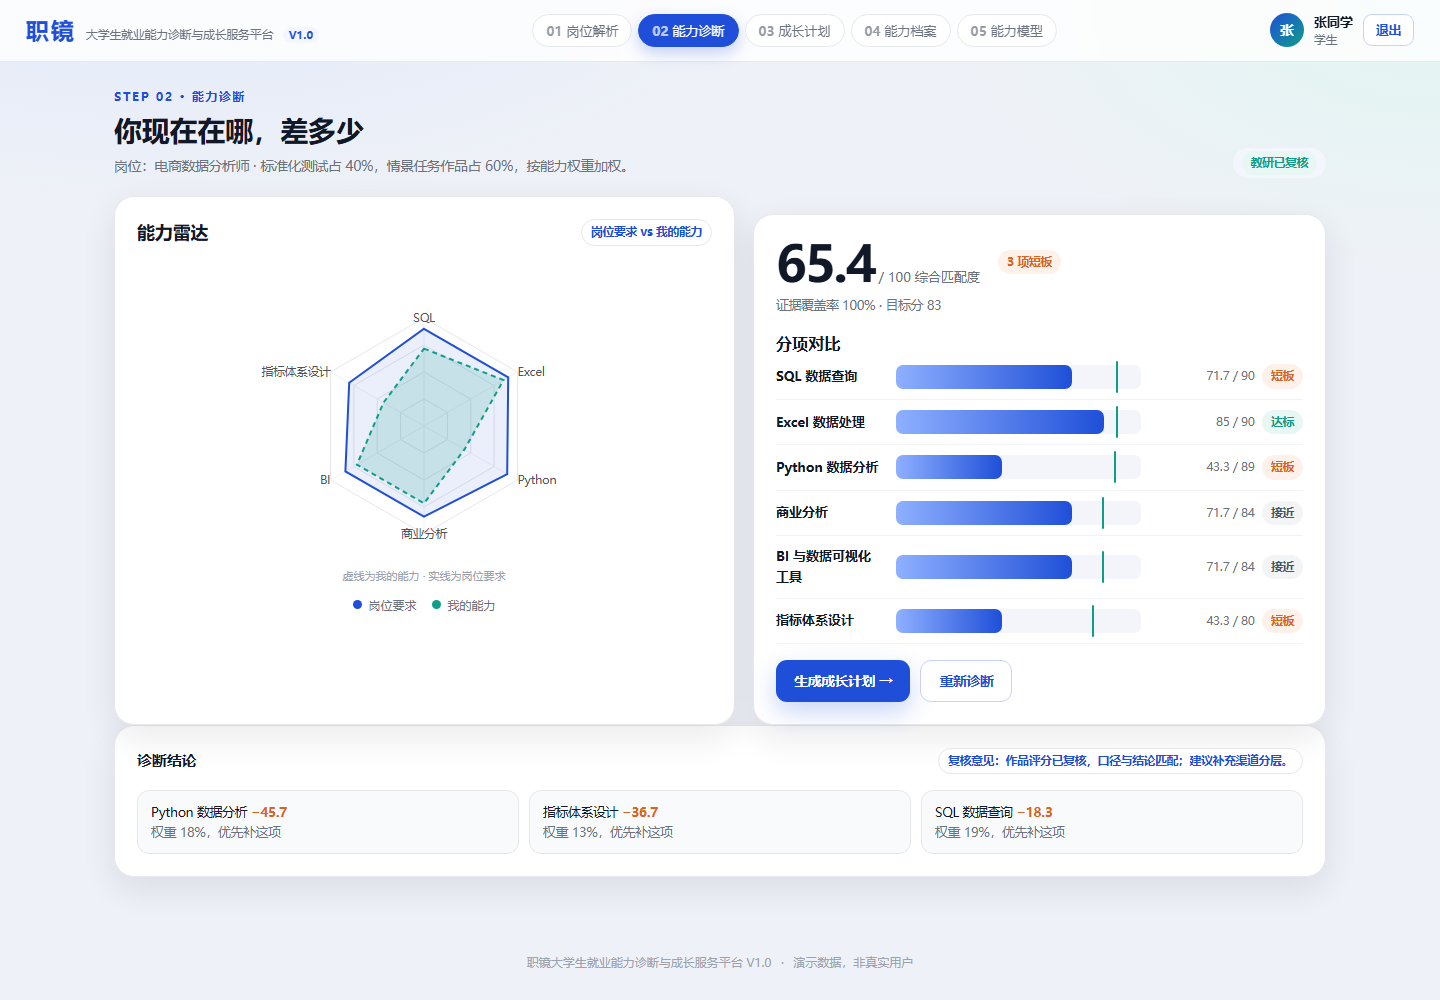 职镜 大学生就业能力诊断与成长服务平台 V1.0
01 岗位解析
02 能力诊断
03 成长计划
04 能力档案
05 能力模型
张
张同学
学生
退出
STEP 02 • 能力诊断
你现在在哪，差多少
岗位：电商数据分析师 · 标准化测试占 40%，情景任务作品占 60%，按能力权重加权。
教研已复核
能力雷达
岗位要求 vs 我的能力
SQL
指标体系设计
Excel
BI
Python
商业分析
虚线为我的能力 · 实线为岗位要求
岗位要求
我的能力
65.4 / 100 综合匹配度
3 项短板
证据覆盖率 100% · 目标分 83
分项对比
SQL 数据查询 71.7 / 90 短板
Excel 数据处理 85 / 90 达标
Python 数据分析 43.3 / 89 短板
商业分析 71.7 / 84 接近
BI 与数据可视化
工具 71.7 / 84 接近
指标体系设计 43.3 / 80 短板
生成成长计划 →
重新诊断
诊断结论
复核意见：作品评分已复核，口径与结论匹配；建议补充渠道分层。
Python 数据分析 −45.7
权重 18%，优先补这项
指标体系设计 −36.7
权重 13%，优先补这项
SQL 数据查询 −18.3
权重 19%，优先补这项
职镜大学生就业能力诊断与成长服务平台 V1.0 · 演示数据，非真实用户